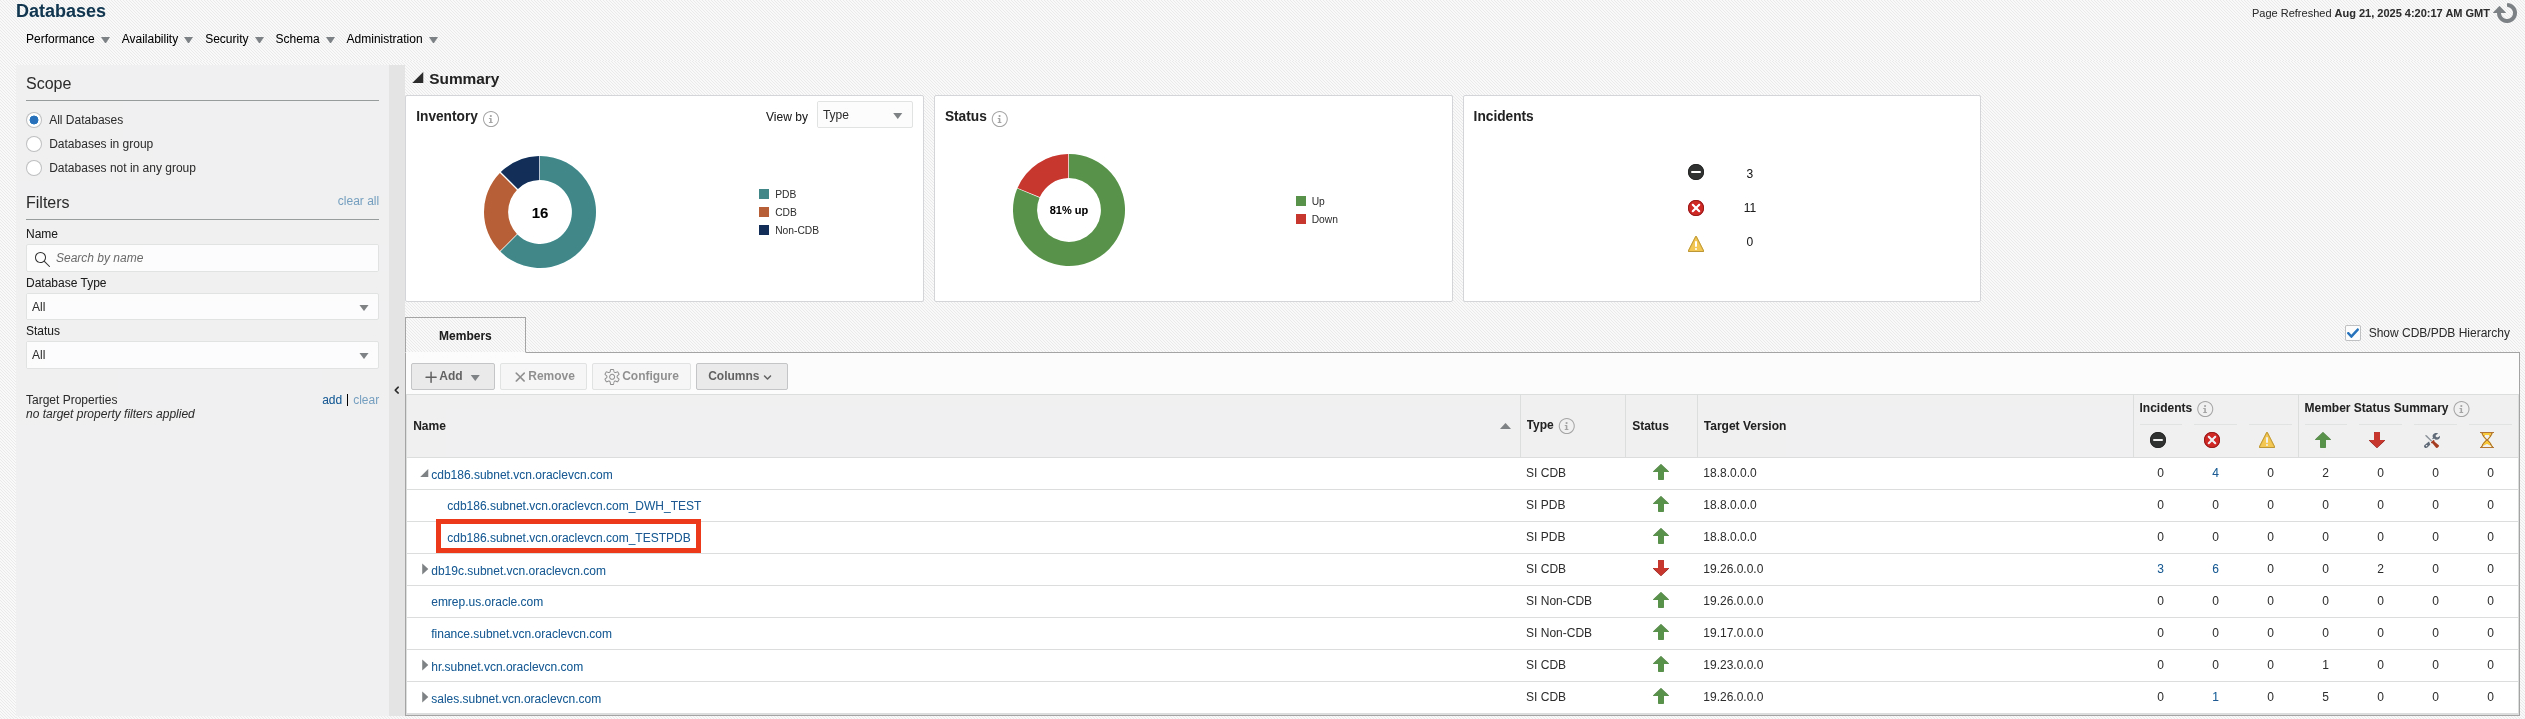 Databases
Page Refreshed Aug 21, 2025 4:20:17 AM GMT
Performance Availability Schema Security Administration
Scope
All Databases
Databases in group
Databases not in any group
Filters clear all
Name
Search by name
Database Type
All
Status
All
Target Properties add clear
no target property filters applied
Summary
Inventory View by Type
16
PDB
CDB
Non-CDB
Status
81% up
Up
Down
Incidents
3
11
0
Members
Show CDB/PDB Hierarchy
Add Remove Configure Columns
Name Type Status Target Version Incidents Member Status Summary
cdb186.subnet.vcn.oraclevcn.com SI CDB 18.8.0.0.0 0 4 0 2 0 0 0
cdb186.subnet.vcn.oraclevcn.com_DWH_TEST SI PDB 18.8.0.0.0 0 0 0 0 0 0 0
cdb186.subnet.vcn.oraclevcn.com_TESTPDB SI PDB 18.8.0.0.0 0 0 0 0 0 0 0
db19c.subnet.vcn.oraclevcn.com SI CDB 19.26.0.0.0 3 6 0 0 2 0 0
emrep.us.oracle.com SI Non-CDB 19.26.0.0.0 0 0 0 0 0 0 0
finance.subnet.vcn.oraclevcn.com SI Non-CDB 19.17.0.0.0 0 0 0 0 0 0 0
hr.subnet.vcn.oraclevcn.com SI CDB 19.23.0.0.0 0 0 0 1 0 0 0
sales.subnet.vcn.oraclevcn.com SI CDB 19.26.0.0.0 0 1 0 5 0 0 0